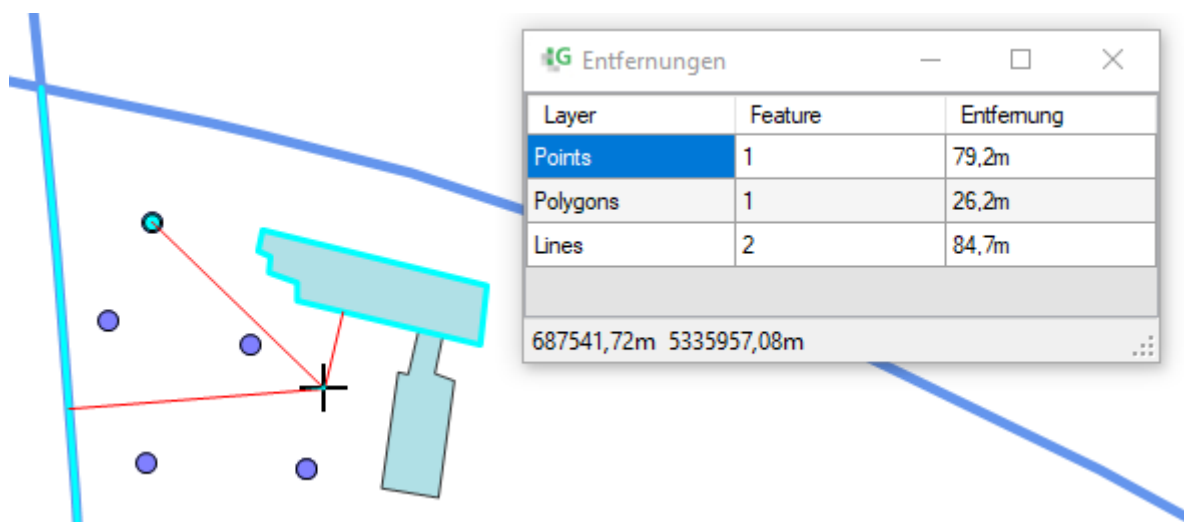 G Entfernungen
Layer Feature Entfernung
Points 1 79,2m
Polygons 1 26,2m
Lines 2 84,7m
687541,72m 5335957,08m